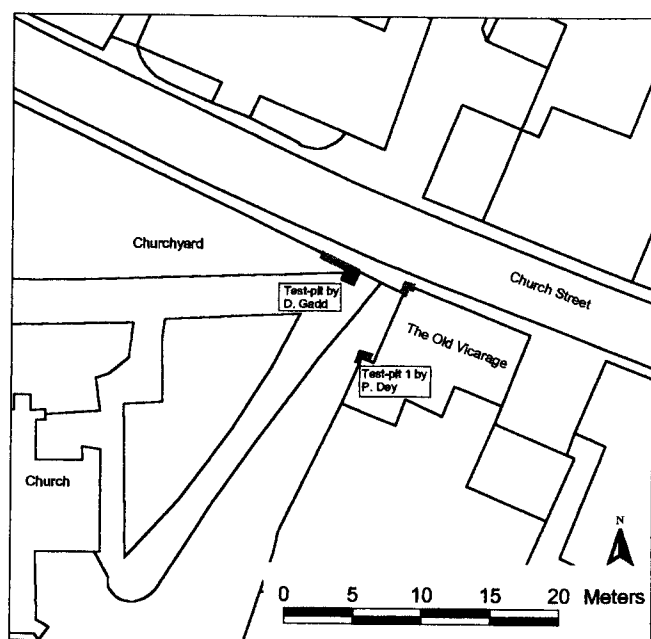 Churchyard
Test-pit by
D. Gadd
Church Street
The Old Vicarage
Test-pit 1 by
P. Dey
Church
N
0 5 10 15 20 Meters